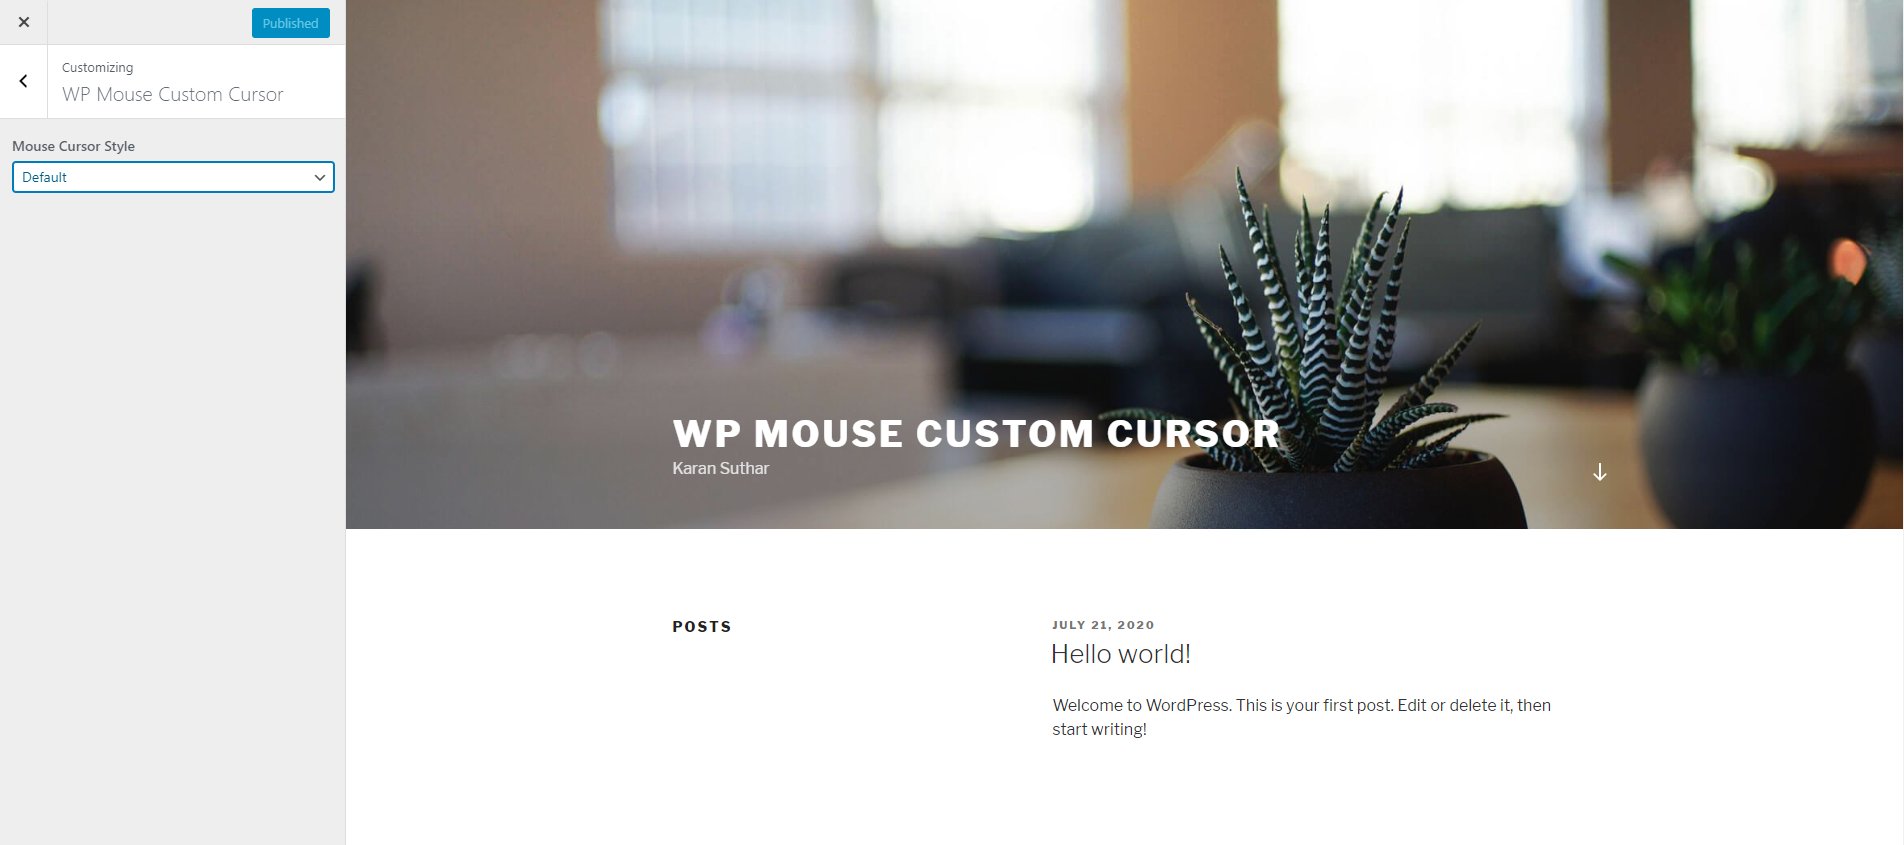 Published
Customizing
WP Mouse Custom Cursor
Mouse Cursor Style
Default
WP MOUSE CUSTOM CURSOR
Karan Suthar
POSTS
JULY 21, 2020
Hello world!
Welcome to WordPress. This is your first post. Edit or delete it, then
start writing!